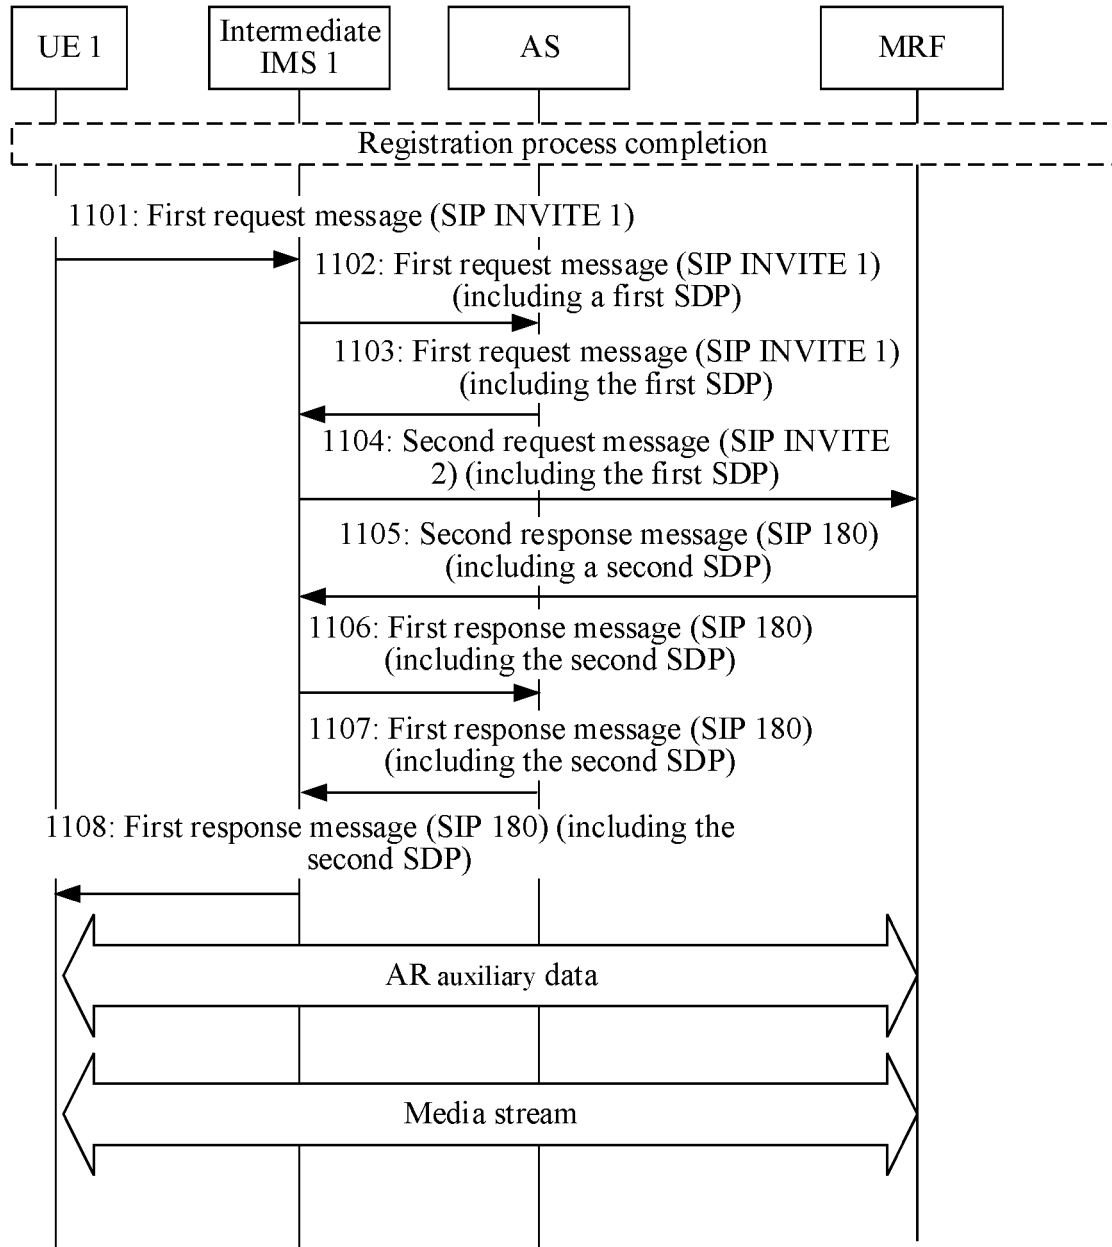 UE 1
Intermediate
IMS 1
AS
MRF
Registration process completion
1101: First request message (SIP INVITE 1)
1102: First request message (SIP INVITE 1)
(including a first SDP)
1103: First request message (SIP INVITE 1)
(including the first SDP)
1104: Second request message (SIP INVITE
2) (including the first SDP)
1105: Second response message (SIP 180)
(including a second SDP)
1106: First response message (SIP 180)
(including the second SDP)
1107: First response message (SIP 180)
(including the second SDP)
1108: First response message (SIP 180) (including the
second SDP)
AR auxiliary data
Media stream